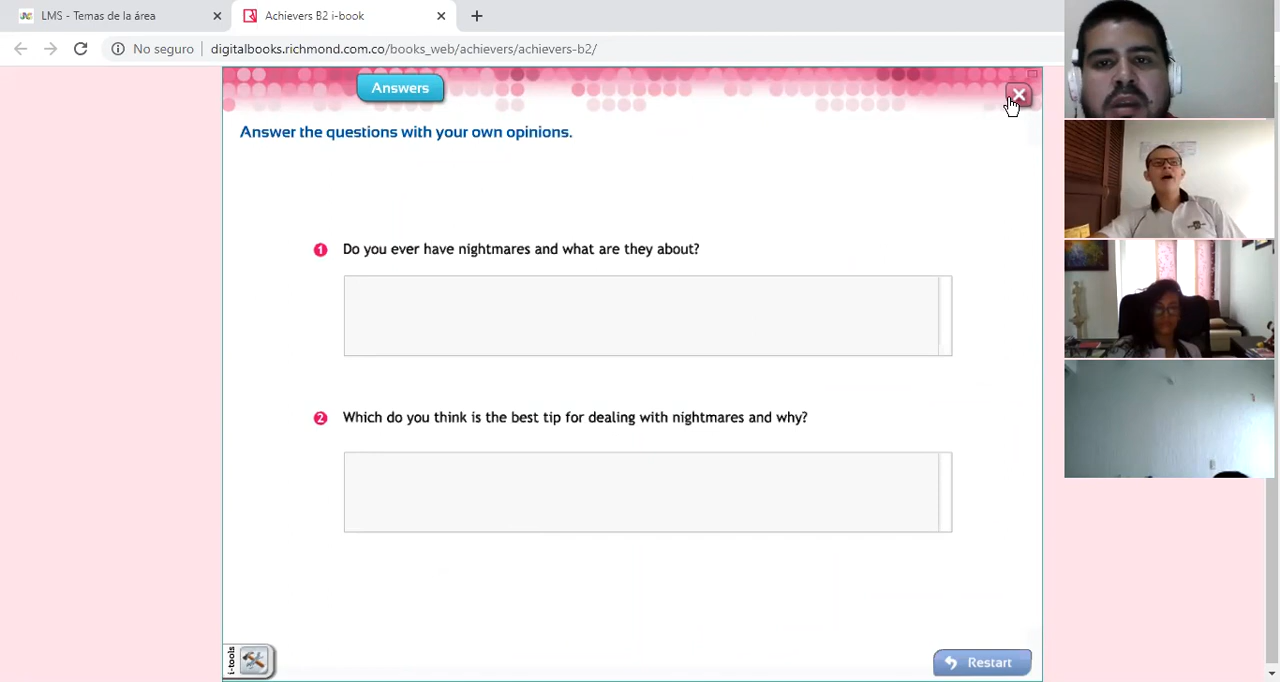 LMS - Temas de la área
Achievers B2 i-book
No seguro
digitalbooks.richmond.com.co/books_web/achievers/achievers-b2/
Answers
Answer the questions with your own opinions.
1 Do you ever have nightmares and what are they about?
2 Which do you think is the best tip for dealing with nightmares and why?
i-tools
Restart